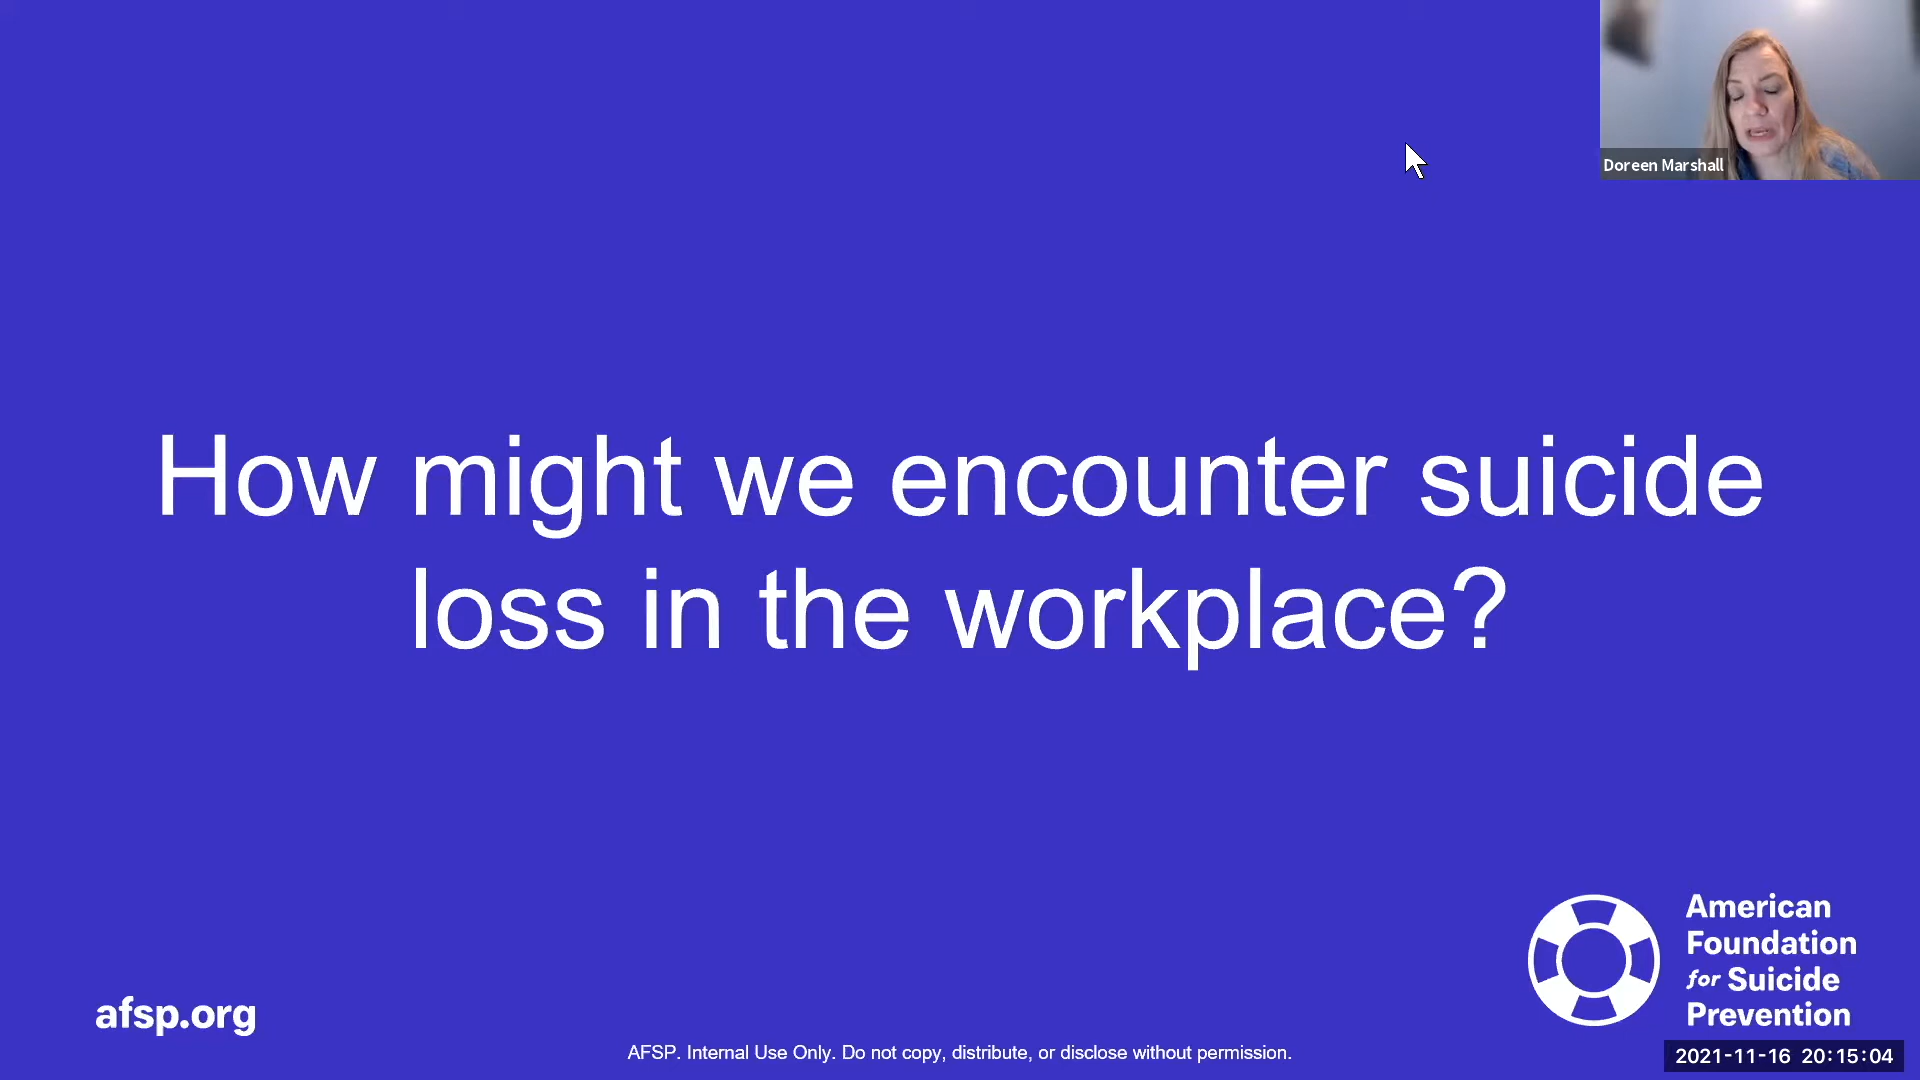 Doreen Marshall
How might we encounter suicide
loss in the workplace?
American
Foundation
for Suicide
Prevention
afsp.org
AFSP. Internal Use Only. Do not copy, distribute, or disclose without permission.
2021-11-16 20:15:04